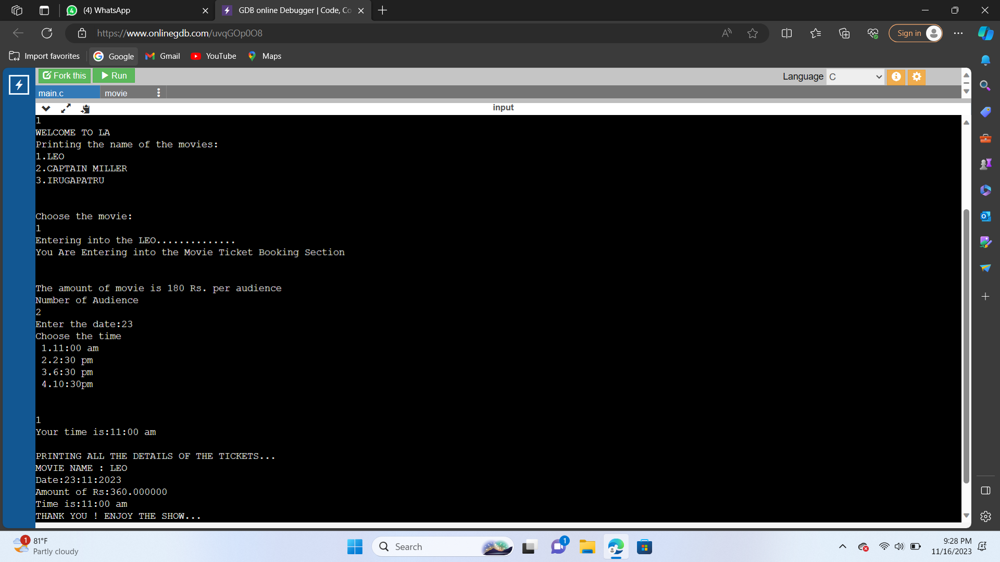 (4) WhatsApp
GDB online Debugger | Code, Co
https://www.onlinegdb.com/uvqGOp0O8
Sign in
Import favorites
Google
Gmail
YouTube
Maps
Fork this
Run
Language
C
main.c
movie
input
1
WELCOME TO LA
Printing the name of the movies:
1.LEO
2.CAPTAIN MILLER
3.IRUGAPATRU
Choose the movie:
1
Entering into the LEO..............
You Are Entering into the Movie Ticket Booking Section
The amount of movie is 180 Rs. per audience
Number of Audience
2
Enter the date:23
Choose the time
1.11:00 am
2.2:30 pm
3.6:30 pm
4.10:30pm
1
Your time is:11:00 am
PRINTING ALL THE DETAILS OF THE TICKETS...
MOVIE NAME : LEO
Date:23:11:2023
Amount of Rs:360.000000
Time is:11:00 am
THANK YOU ! ENJOY THE SHOW...
1
81°F
Partly cloudy
Search
1
9:28 PM
11/16/2023